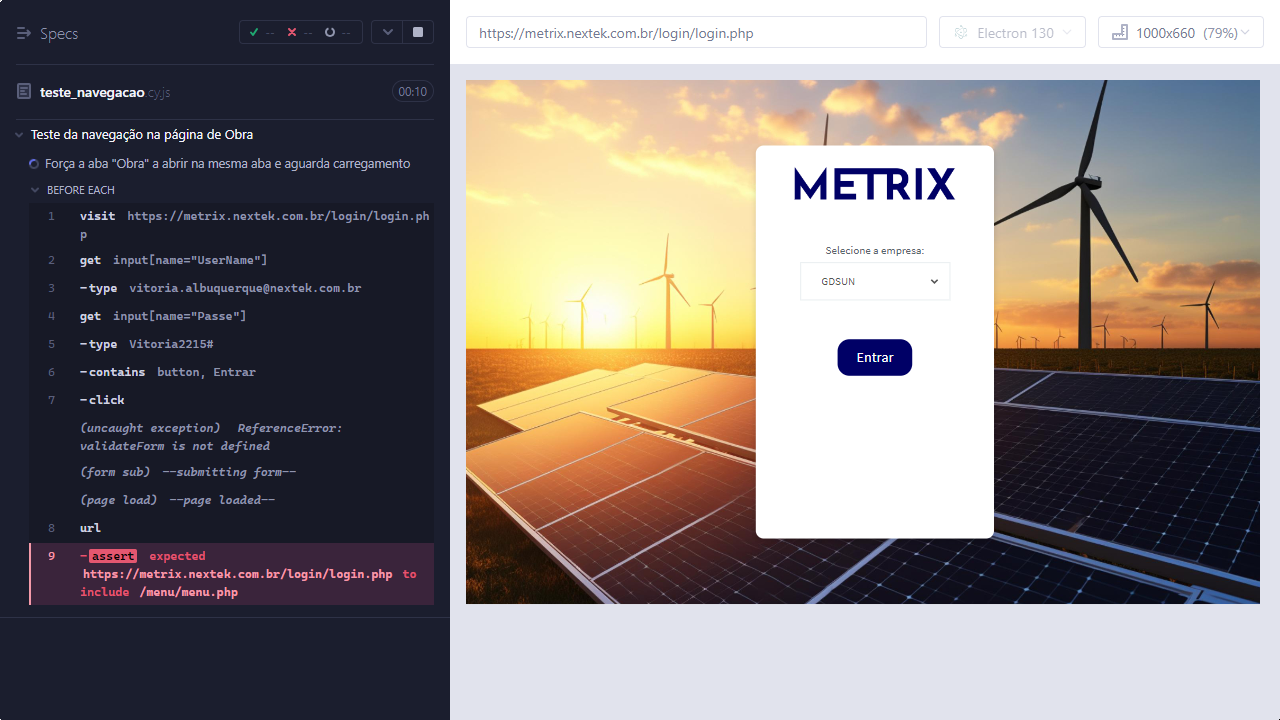 Specs
-- -- --
https://metrix.nextek.com.br/login/login.php
Electron 130
1000x660 (79%)
teste_navegacao.cy.js
00:10
Teste da navegação na página de Obra
Força a aba "Obra" a abrir na mesma aba e aguarda carregamento
BEFORE EACH
1 visit https://metrix.nextek.com.br/login/login.ph
p
2 get input[name="UserName"]
3 -type vitoria.albuquerque@nextek.com.br
4 get input[name="Passe"]
5 -type Vitoria2215#
6 -contains button, Entrar
7 -click
(uncaught exception) ReferenceError:
validateForm is not defined
(form sub) --submitting form--
(page load) --page loaded--
8 url
9 -assert expected
https://metrix.nextek.com.br/login/login.php to
include /menu/menu.php
METRIX
Selecione a empresa:
GDSUN
Entrar